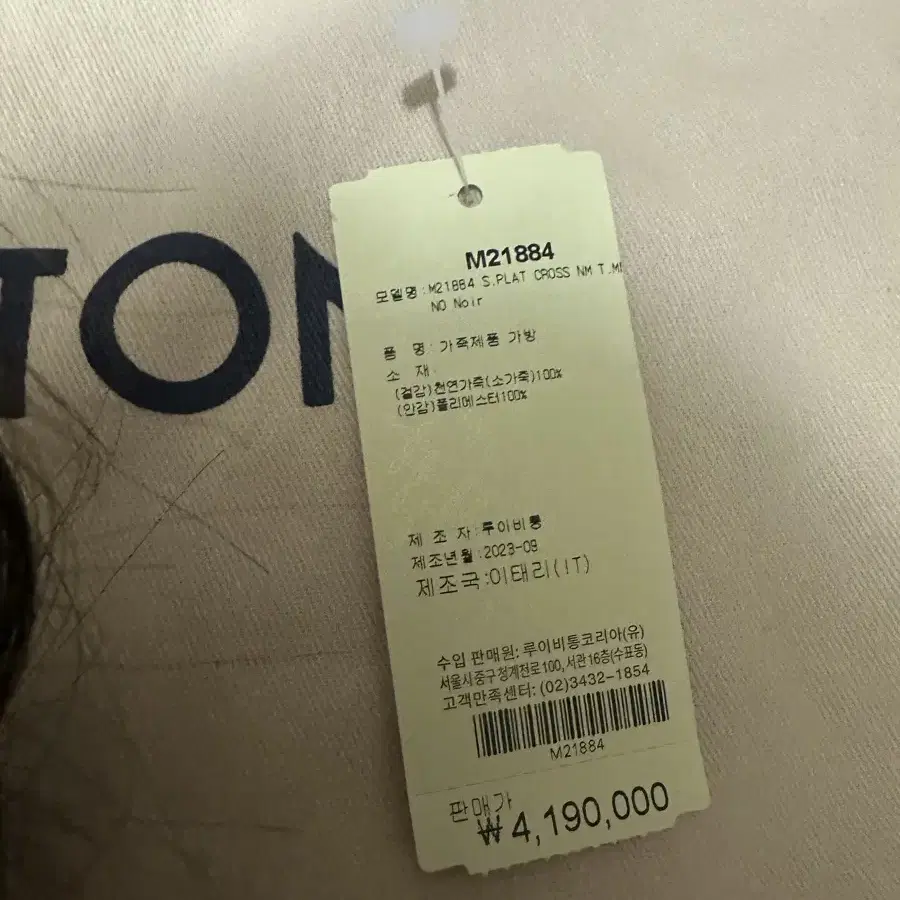 TON
M21884
모델명:M21884 S.PLAT CROSS NM T.MI
NO Noir
품 명: 가죽제품 가방
소 재:
(겉감)천연가죽(소가죽)100%
(안감)폴리에스터100%
제 조 자:루이비통
제조년월:2023-09
제조국:이태리(IT)
수입 판매원: 루이비통코리아(유)
서울시중구청계천로100,서관16층(수표동)
고객만족센터: (02)3432-1854
M21884
판매가
₩4,190,000